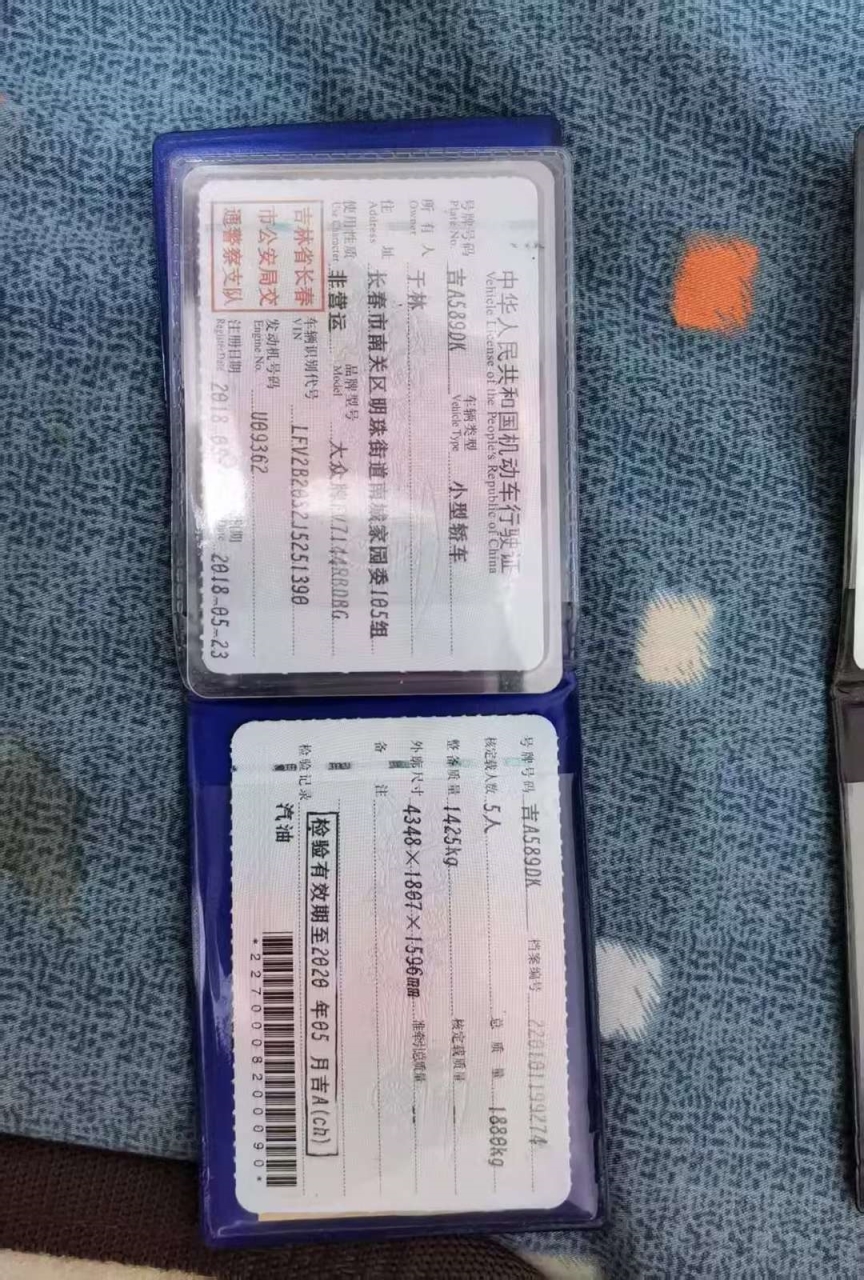 中华人民共和国机动车行驶证
Vehicle License of the People's Republic of China
号牌号码 吉A589DK 车辆类型 小型轿车
Plate No. Vehicle Type
所有人 于林
Owner
住址 长春市南关区明珠街道南城家园委105组
Address
使用性质 非营运 品牌型号 大众牌
Use Character Model
吉林省长春
市公安局交
通警察支队
车辆识别代号
VIN
发动机号码 U09362
Engine No.
注册日期 2018-05-23
Register Date
号牌号码 吉A589DK 档案编号 220101199274
核定载人数 5人 总质量 1880kg
整备质量 1425kg 核定载质量
外廓尺寸 4348×1807×1596mm 准牵引总质量
备注
检验有效期至2020 年05 月吉A(ch)
检验记录
汽油
*2270008200090*